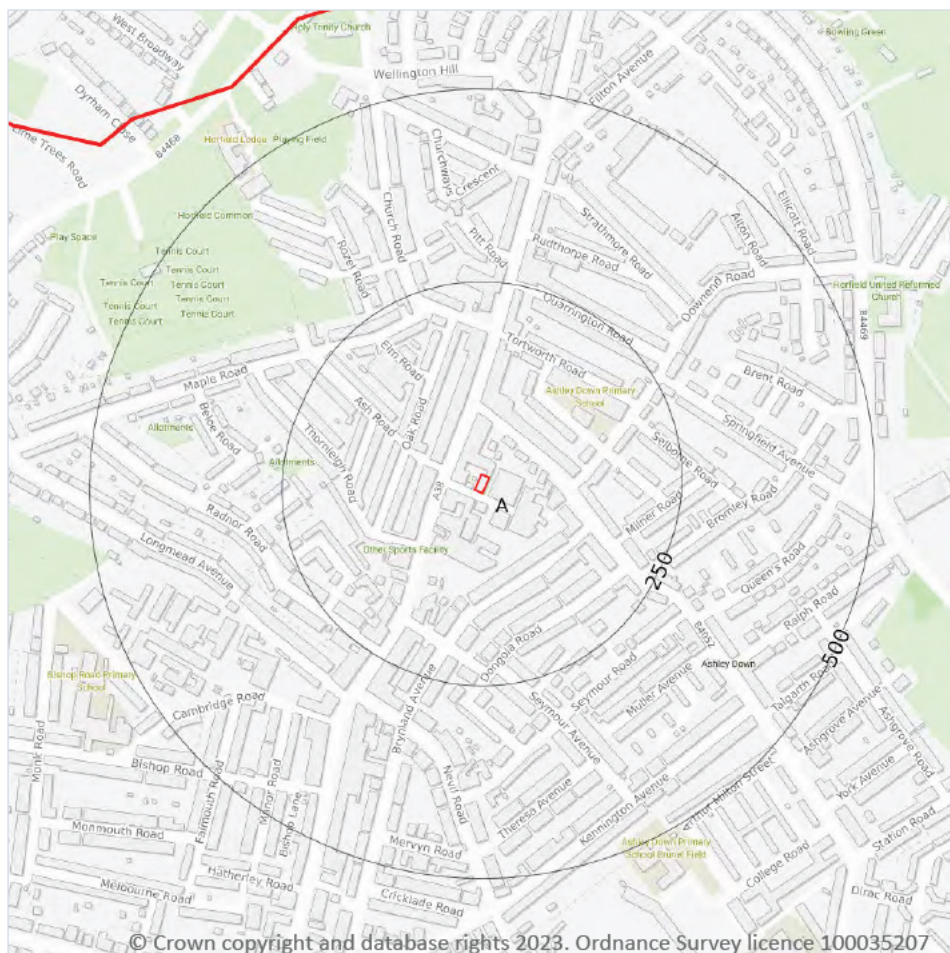 West Broadway
Holy Trinity Church
Bowling Green
Wellington Hill
Filton Avenue
Dyrham Close
Lime Trees Road
B4468
Horfield Lodge
Playing Field
Churchways
Crescent
Ellicott Road
Church Road
Horfield Common
Play Space
Pitt Road
Strathmore Road
Alton Road
Rozel Road
Rudthorpe Road
Tennis Court
Tennis Court
Tennis Court
Tennis Court
Tennis Court
Tennis Court
Tennis Court
Downend Road
Horfield United Reformed
Church
Quarrington Road
B4469
Elm Road
Tortworth Road
Maple Road
Brent Road
Ashley Down Primary
School
Ash Road
Oak Road
Beloe Road
Allotments
Thornleigh Road
Springfield Avenue
Selborne Road
Allotments
A38
A
Radnor Road
Milner Road
Bromley Road
Longmead Avenue
Other Sports Facility
250
Queen's Road
Ralph Road
Dongola Road
B4052
500
Bishop Road Primary
School
Ashley Down
Seymour Road
Muller Avenue
Talgarth Road
Cambridge Road
Brynland Avenue
Seymour Avenue
Ashgrove Avenue
Ashgrove Road
Monk Road
Bishop Road
Falmouth Road
Manor Road
Bishop Lane
Nevil Road
Theresa Avenue
Kennington Avenue
Arthur Milton Street
York Avenue
Monmouth Road
Mervyn Road
Station Road
Ashley Down Primary
School Brunel Field
College Road
Melbourne Road
Hatherley Road
Cricklade Road
Dirac Road
© Crown copyright and database rights 2023. Ordnance Survey licence 100035207